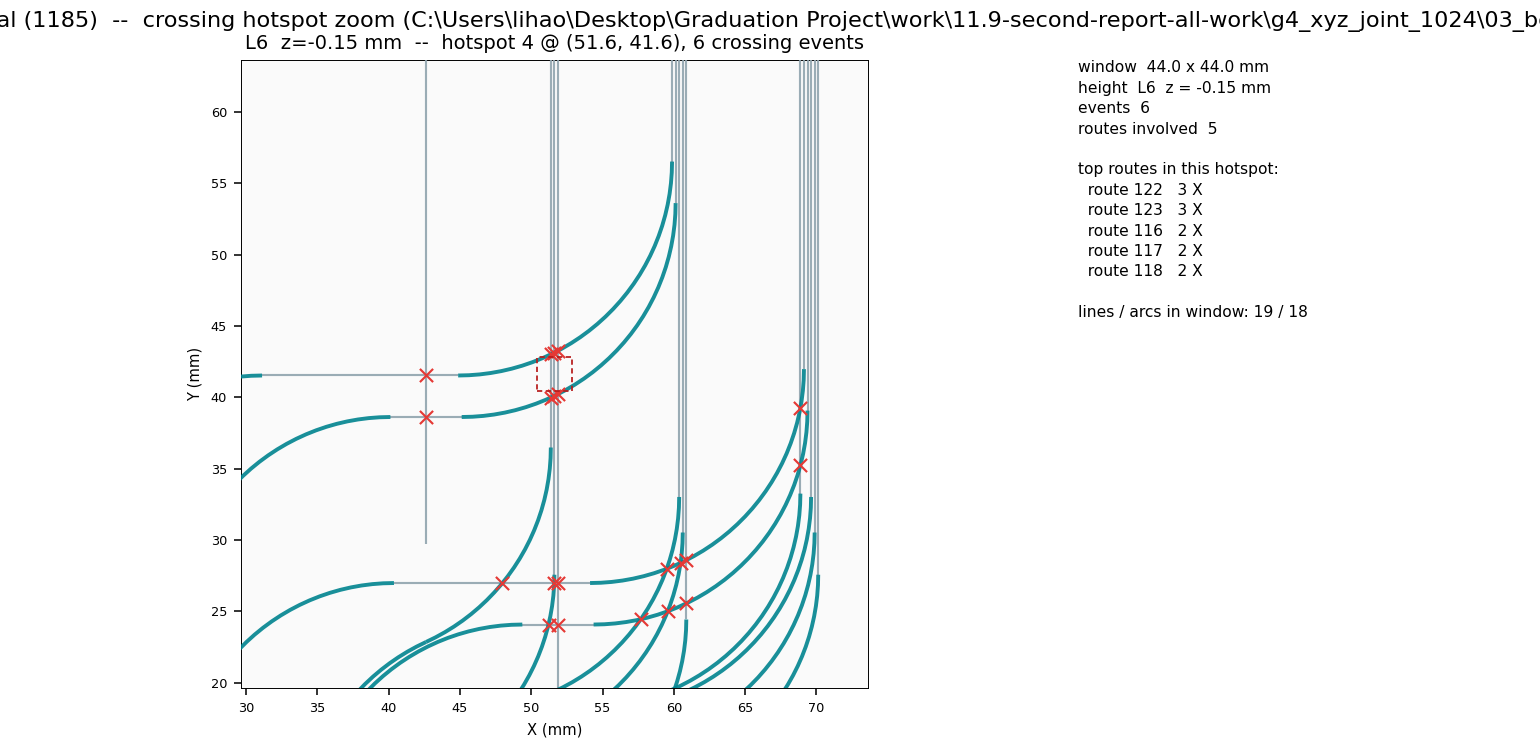 al (1185)  --  crossing hotspot zoom (C:\Users\lihao\Desktop\Graduation Project\work\11.9-second-report-all-work\g4_xyz_joint_1024\03_b
L6  z=-0.15 mm  --  hotspot 4 @ (51.6, 41.6), 6 crossing events
window  44.0 x 44.0 mm
height  L6  z = -0.15 mm
events  6
routes involved  5
top routes in this hotspot:
route 122   3 X
route 123   3 X
route 116   2 X
route 117   2 X
route 118   2 X
lines / arcs in window: 19 / 18
Y (mm)
60
55
50
45
40
35
30
25
20
30 35 40 45 50 55 60 65 70
X (mm)